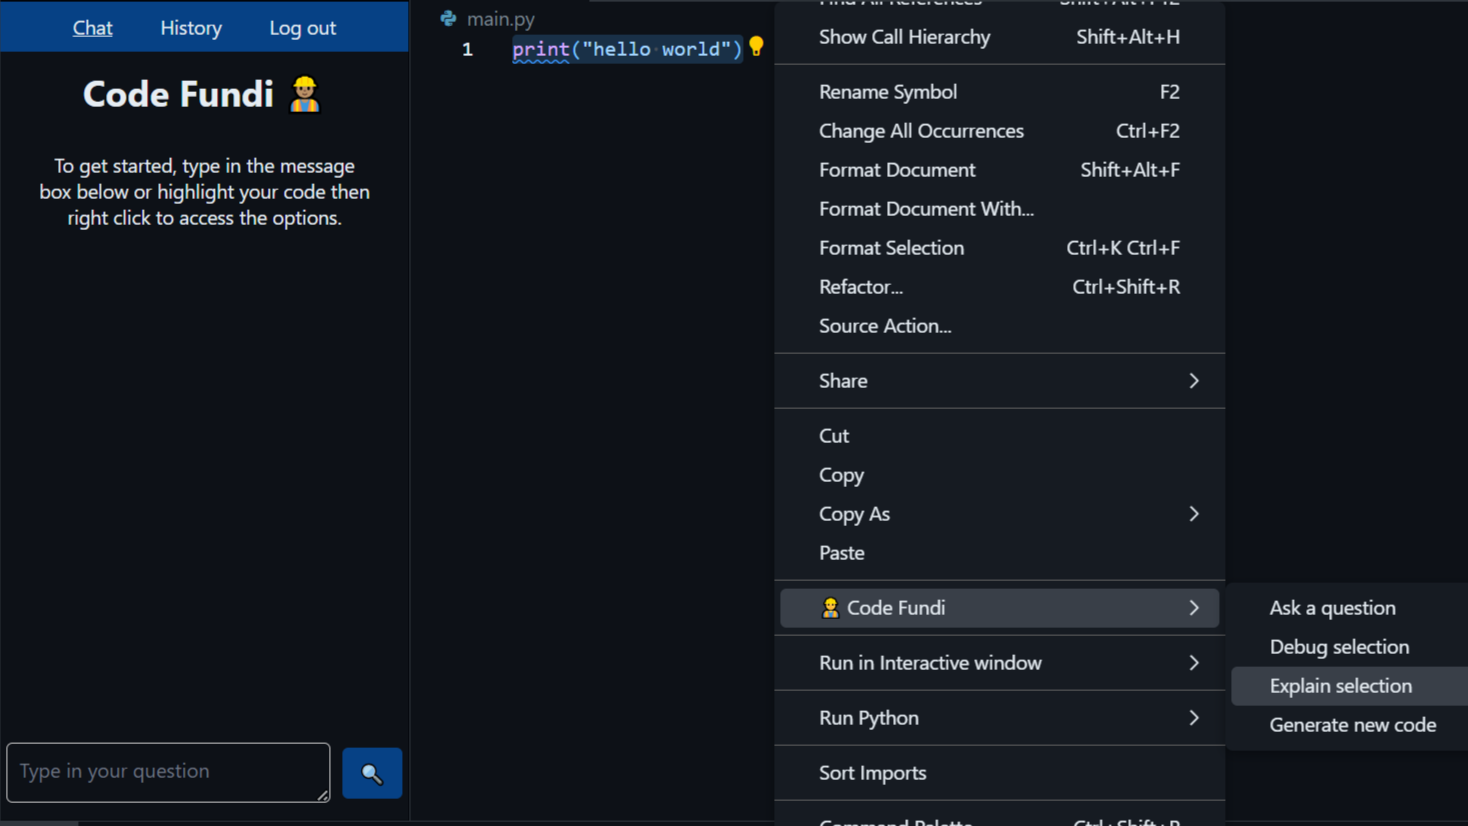 Chat History Log out
Code Fundi
To get started, type in the message
box below or highlight your code then
right click to access the options.
Type in your question
main.py
1 print("hello world")
Find All References Shift+Alt+F12
Show Call Hierarchy Shift+Alt+H
Rename Symbol F2
Change All Occurrences Ctrl+F2
Format Document Shift+Alt+F
Format Document With...
Format Selection Ctrl+K Ctrl+F
Refactor... Ctrl+Shift+R
Source Action...
Share
Cut
Copy
Copy As
Paste
Code Fundi
Run in Interactive window
Run Python
Sort Imports
Command Palette... Ctrl+Shift+P
Ask a question
Debug selection
Explain selection
Generate new code